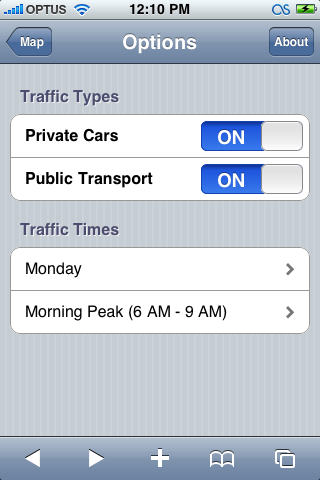 OPTUS 12:10 PM
Map Options About
Traffic Types
Private Cars ON
Public Transport ON
Traffic Times
Monday
Morning Peak (6 AM - 9 AM)